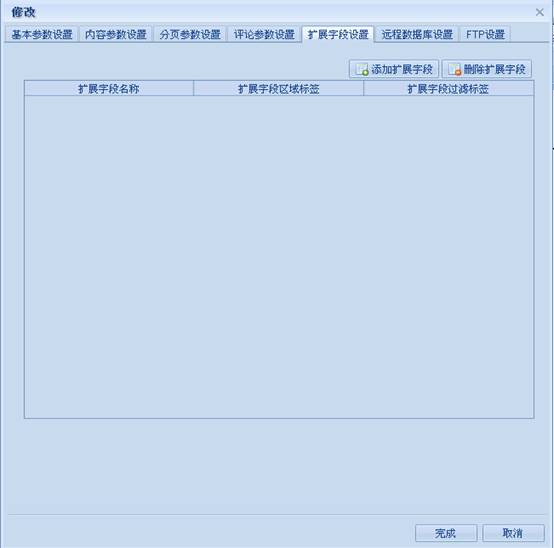 修改
基本参数设置 内容参数设置 分页参数设置 评论参数设置 扩展字段设置 远程数据库设置 FTP设置
添加扩展字段 删除扩展字段
扩展字段名称 扩展字段区域标签 扩展字段过滤标签
完成 取消